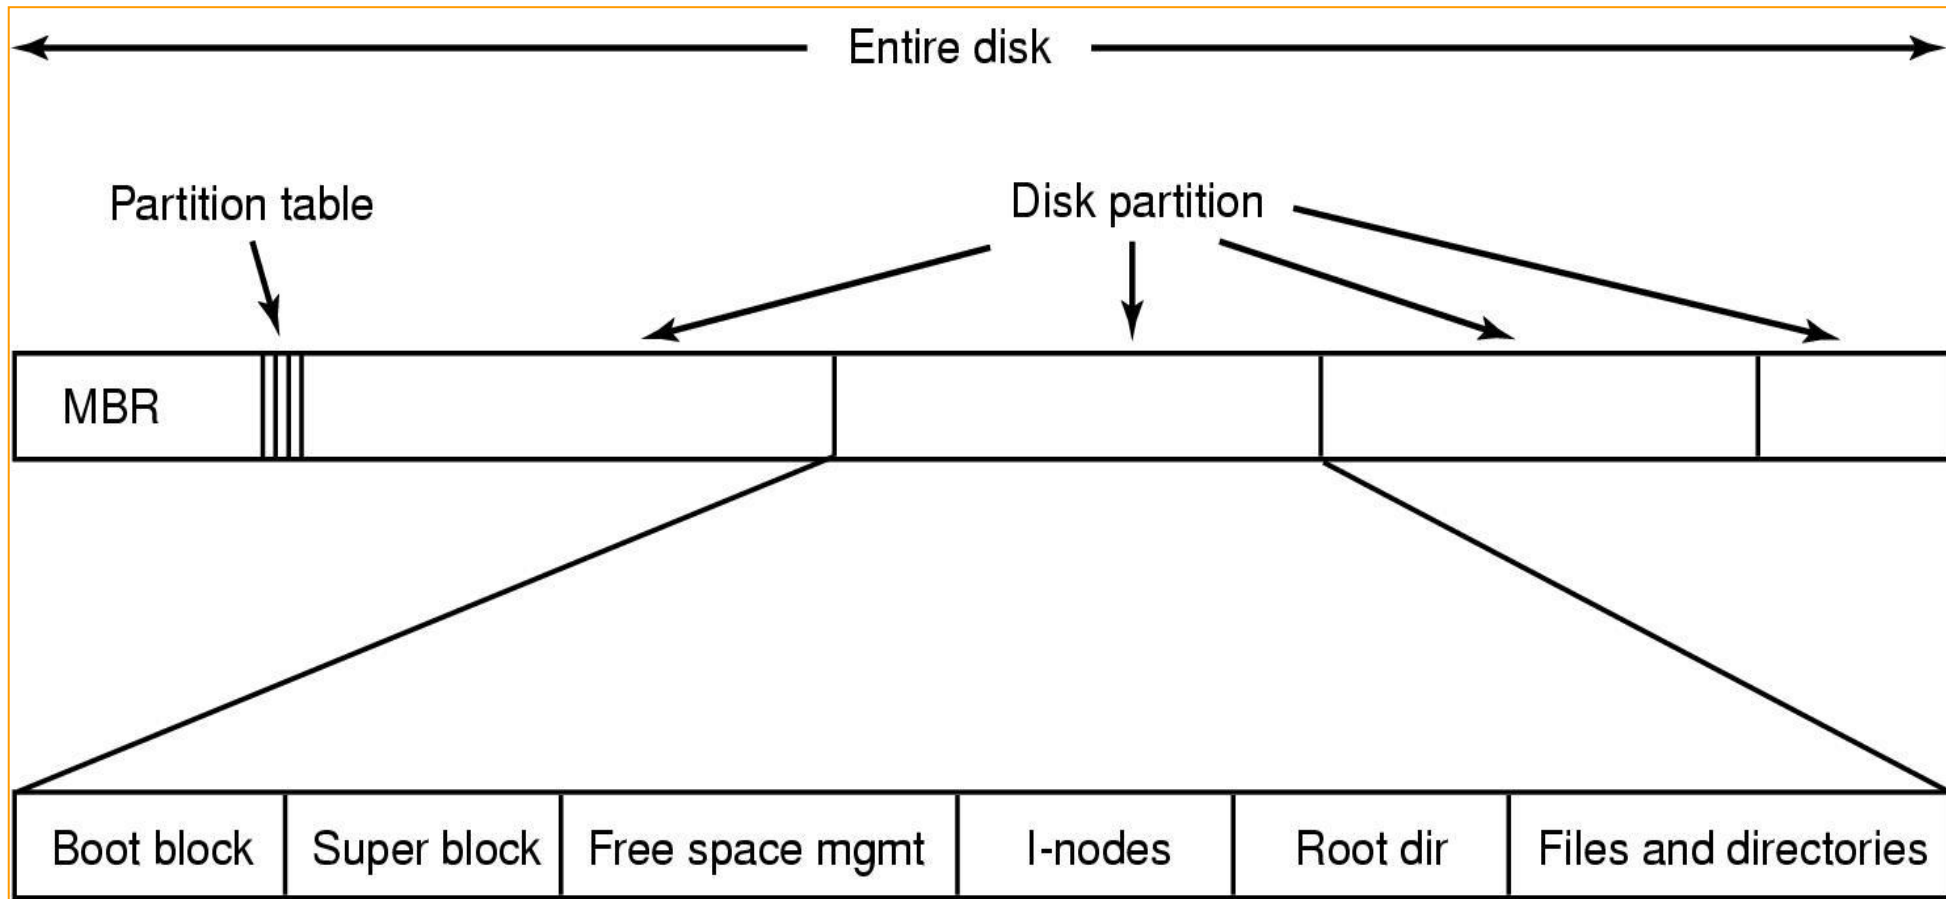 Entire disk
Partition table
Disk partition
MBR
Boot block
Super block
Free space mgmt
I-nodes
Root dir
Files and directories